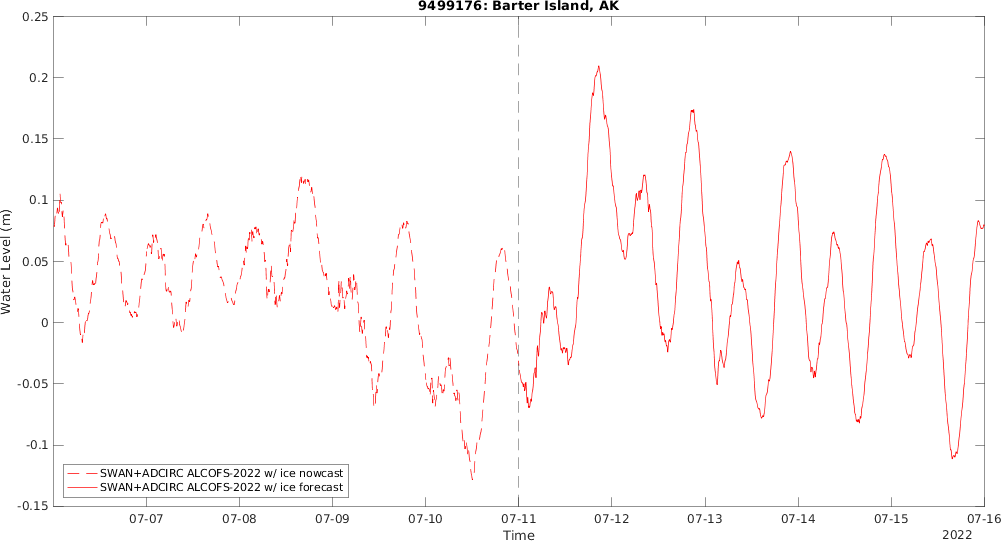 9499176: Barter Island, AK
0.25
0.2
0.15
0.1
0.05
0
-0.05
-0.1
-0.15
Water Level (m)
SWAN+ADCIRC ALCOFS-2022 w/ ice nowcast
SWAN+ADCIRC ALCOFS-2022 w/ ice forecast
07-07 07-08 07-09 07-10 07-11 07-12 07-13 07-14 07-15 07-16
Time
2022